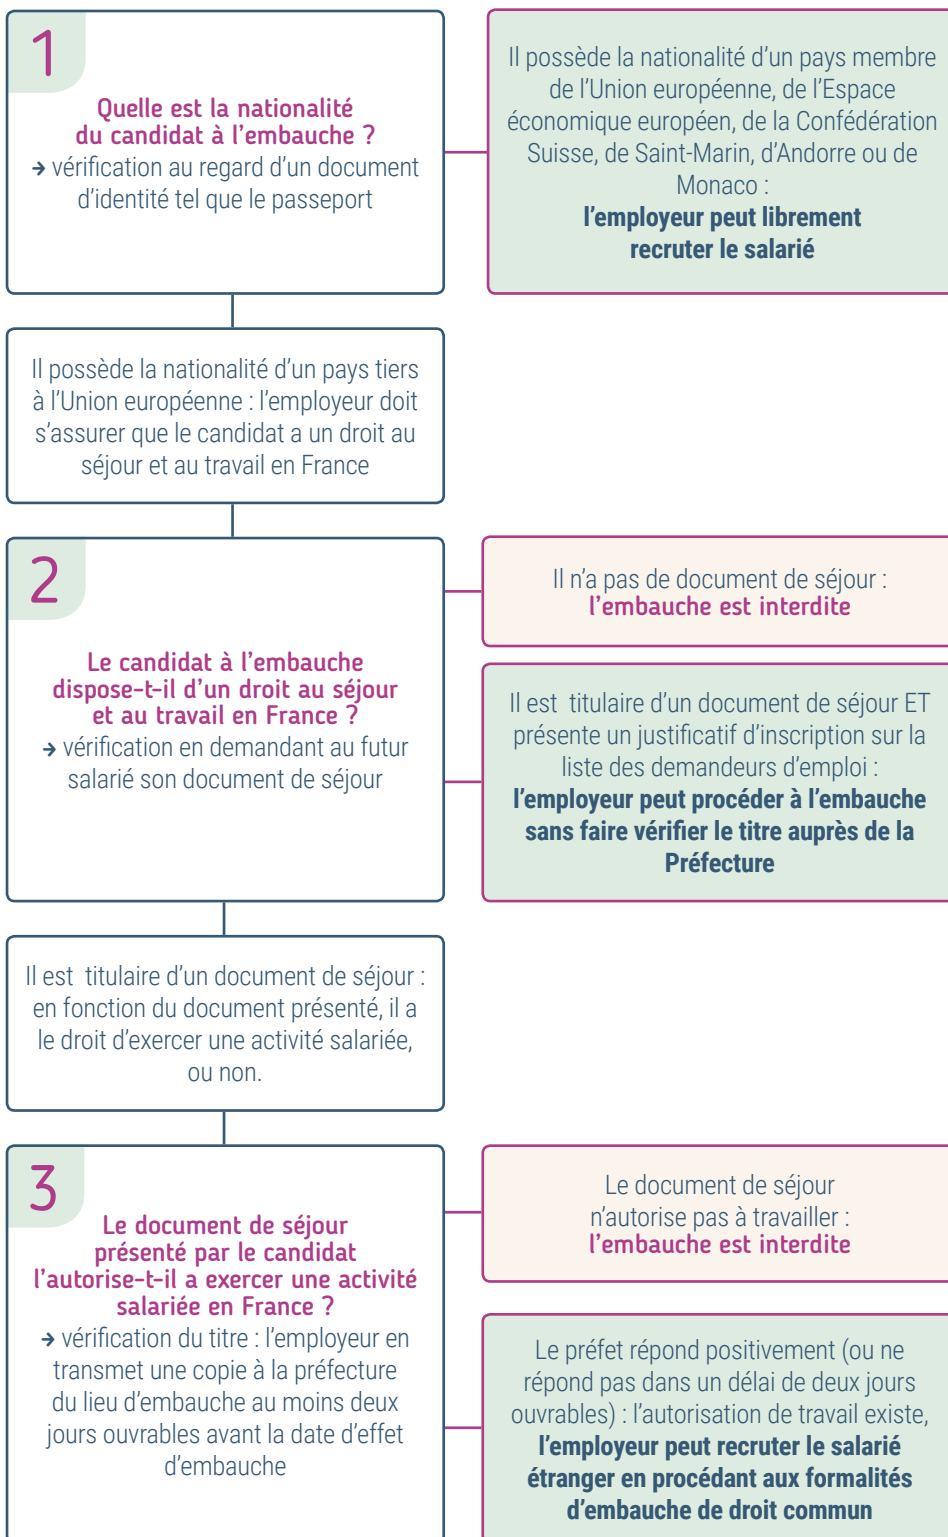 1
Quelle est la nationalité
du candidat à l'embauche ?
→ vérification au regard d'un document
d'identité tel que le passeport
Il possède la nationalité d'un pays membre
de l'Union européenne, de l'Espace
économique européen, de la Confédération
Suisse, de Saint-Marin, d'Andorre ou de
Monaco :
l'employeur peut librement
recruter le salarié
Il possède la nationalité d'un pays tiers
à l'Union européenne : l'employeur doit
s'assurer que le candidat a un droit au
séjour et au travail en France
2
Le candidat à l'embauche
dispose-t-il d'un droit au séjour
et au travail en France ?
→ vérification en demandant au futur
salarié son document de séjour
Il n'a pas de document de séjour :
l'embauche est interdite
Il est  titulaire d'un document de séjour ET
présente un justificatif d'inscription sur la
liste des demandeurs d'emploi :
l'employeur peut procéder à l'embauche
sans faire vérifier le titre auprès de la
Préfecture
Il est  titulaire d'un document de séjour :
en fonction du document présenté, il a
le droit d'exercer une activité salariée,
ou non.
3
Le document de séjour
présenté par le candidat
l'autorise-t-il a exercer une activité
salariée en France ?
→ vérification du titre : l'employeur en
transmet une copie à la préfecture
du lieu d'embauche au moins deux
jours ouvrables avant la date d'effet
d'embauche
Le document de séjour
n'autorise pas à travailler :
l'embauche est interdite
Le préfet répond positivement (ou ne
répond pas dans un délai de deux jours
ouvrables) : l'autorisation de travail existe,
l'employeur peut recruter le salarié
étranger en procédant aux formalités
d'embauche de droit commun